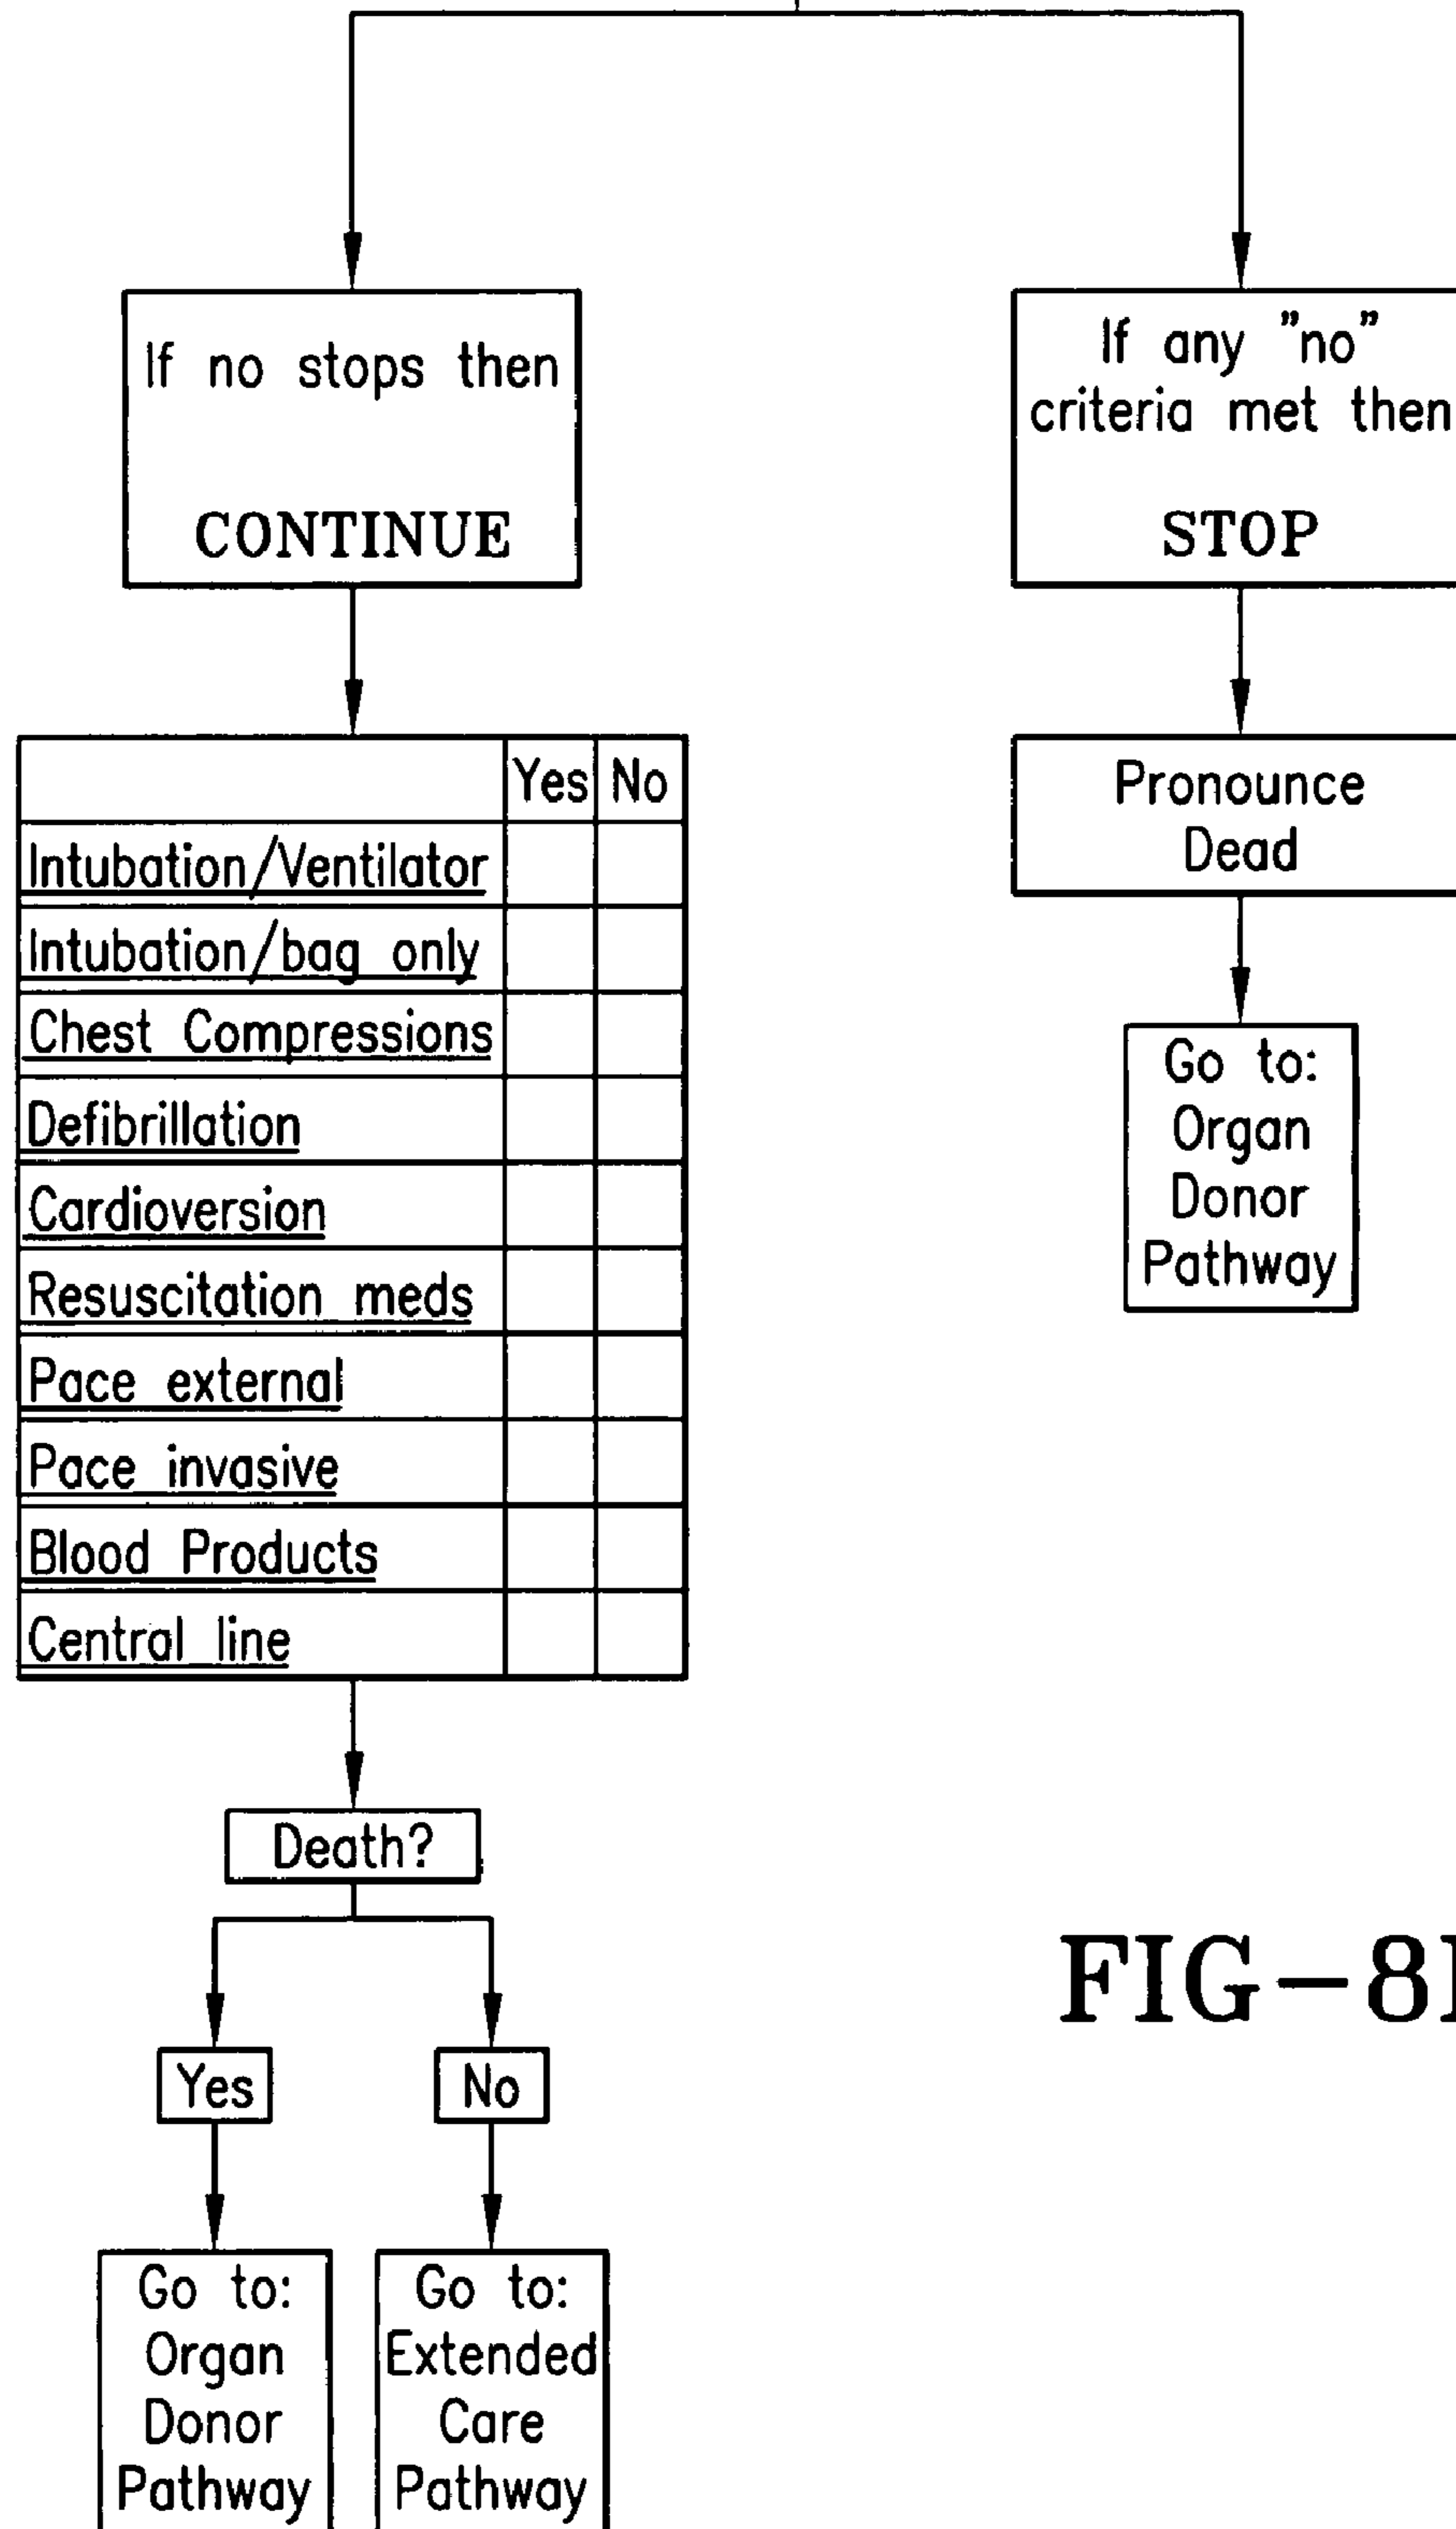 If no stops then
CONTINUE
If any "no"
criteria met then
STOP
Yes No
Intubation/Ventilator
Intubation/bag only
Chest Compressions
Defibrillation
Cardioversion
Resuscitation meds
Pace external
Pace invasive
Blood Products
Central line
Pronounce
Dead
Go to:
Organ
Donor
Pathway
Death?
Yes
No
Go to:
Organ
Donor
Pathway
Go to:
Extended
Care
Pathway